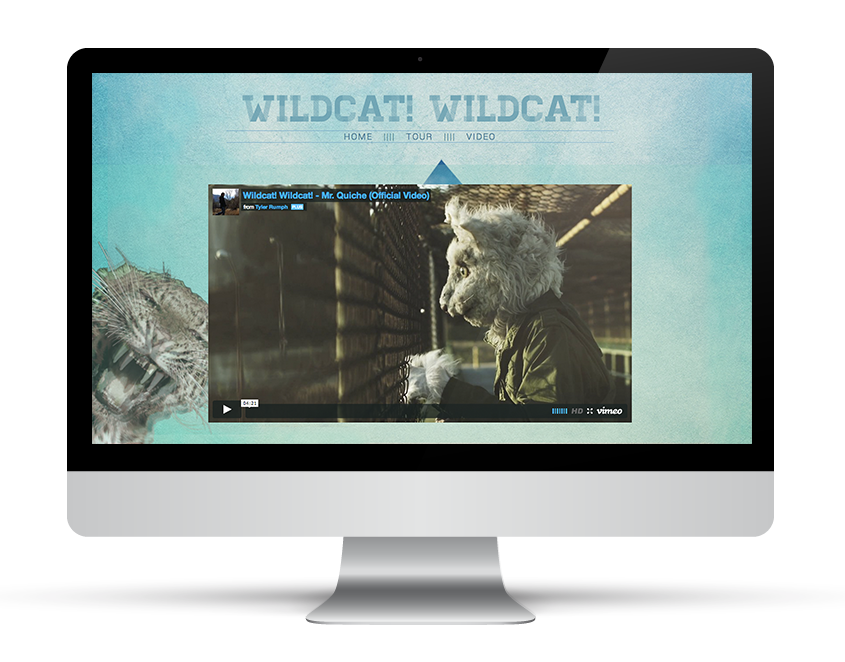 WILDCAT! WILDCAT!
HOME |||| TOUR |||| VIDEO
Wildcat! Wildcat! - Mr. Quiche (Official Video)
from Tyler Rumph PLUS
04:21
HD vimeo